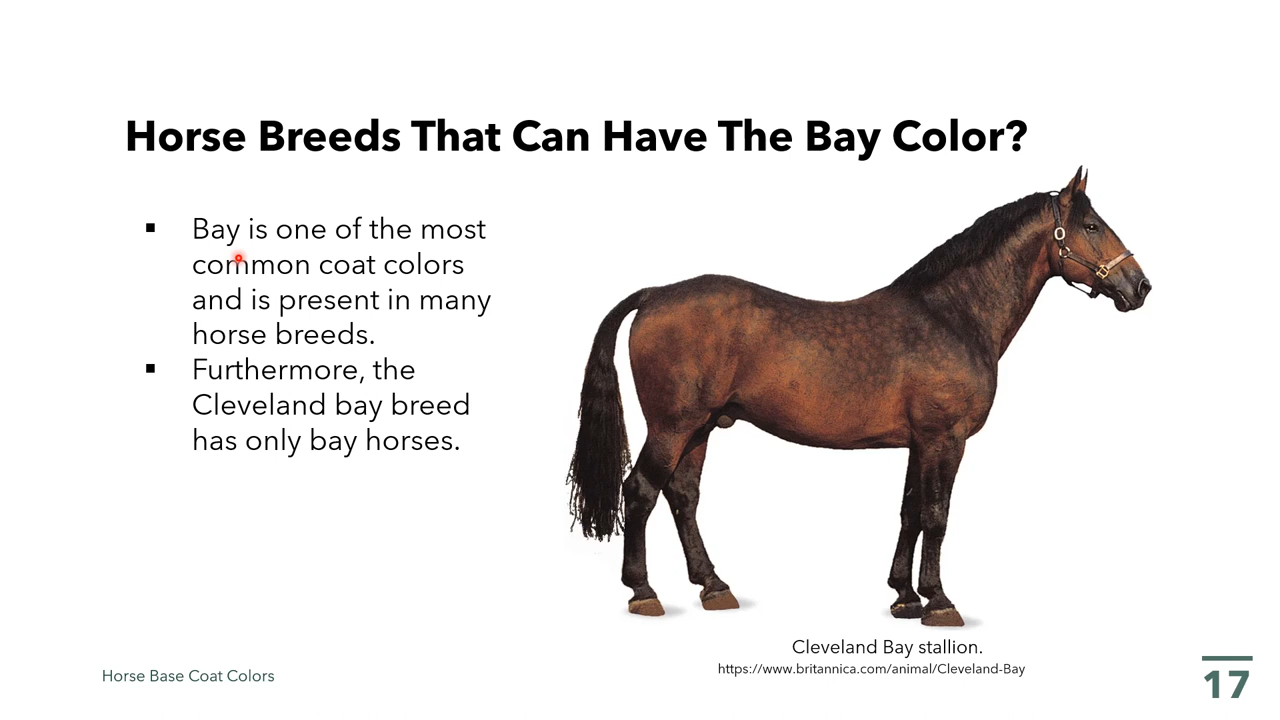 Horse Breeds That Can Have The Bay Color?
▪ Bay is one of the most
common coat colors
and is present in many
horse breeds.
▪ Furthermore, the
Cleveland bay breed
has only bay horses.
Cleveland Bay stallion.
https://www.britannica.com/animal/Cleveland-Bay
Horse Base Coat Colors
17